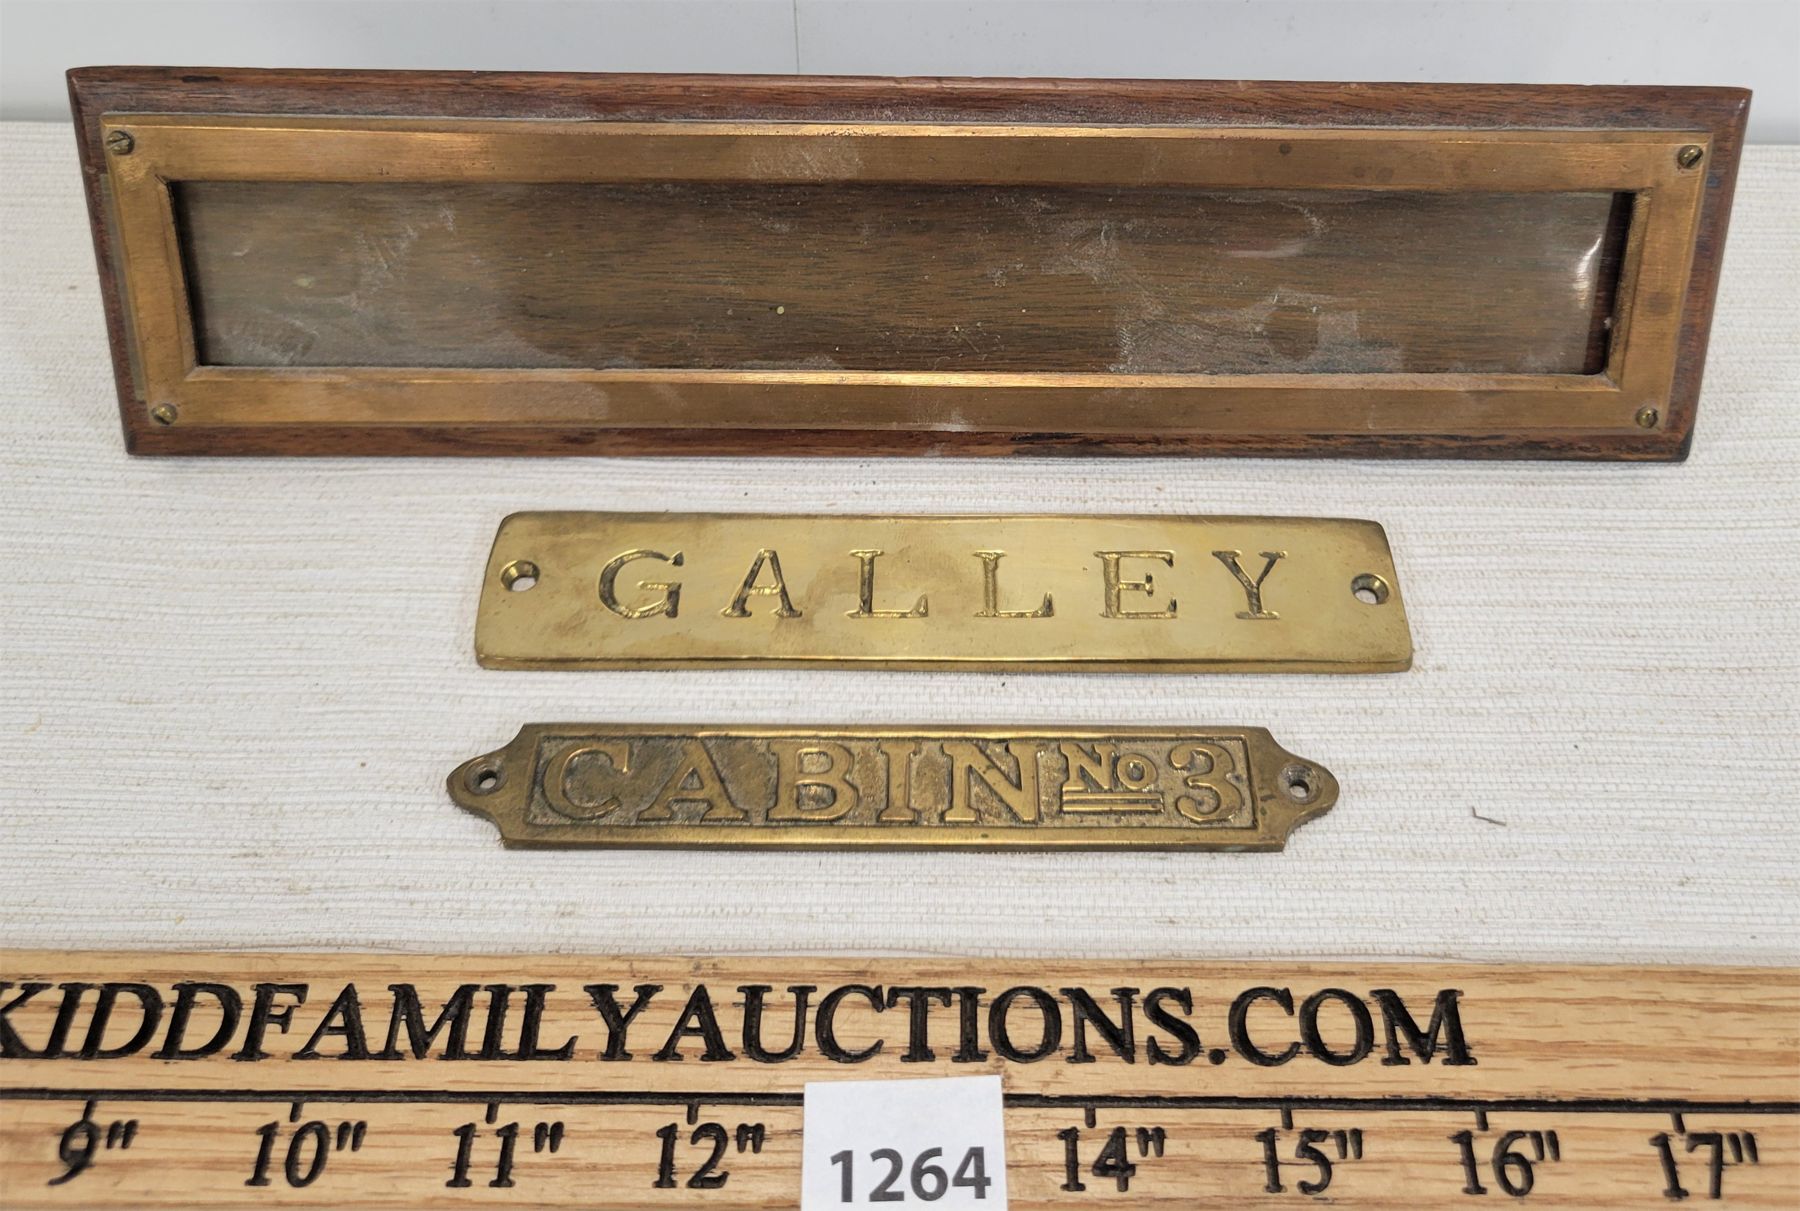 GALLEY
CABIN No 3
KIDDFAMILYAUCTIONS.COM
9" 10" 11" 12" 14" 15" 16" 17"
1264